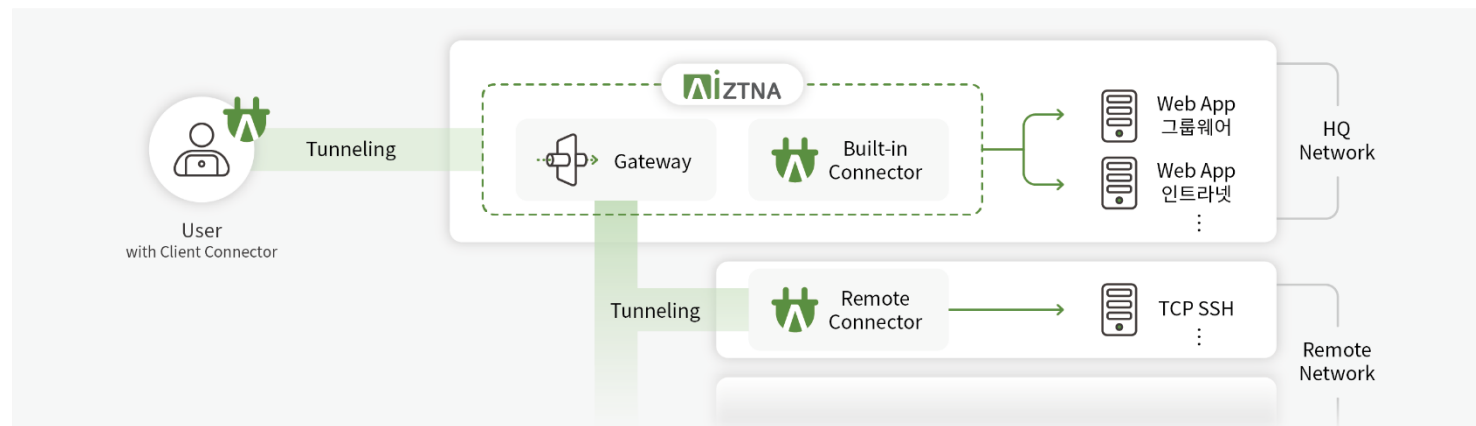 AiZTNA
Tunneling
Gateway
Built-in
Connector
Web App
그룹웨어
Web App
인트라넷
⋮
HQ
Network
User
with Client Connector
Tunneling
Remote
Connector
TCP SSH
⋮
Remote
Network